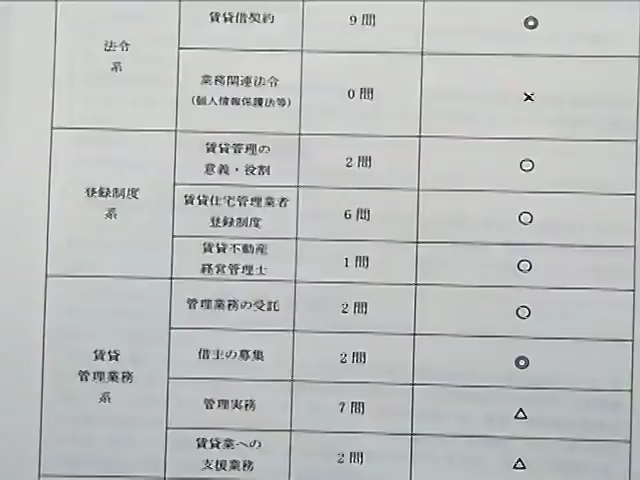 法令
系
賃貸借契約
9問
◎
業務関連法令
（個人情報保護法等）
0問
×
登録制度
系
賃貸管理の
意義・役割
2問
○
賃貸住宅管理業者
登録制度
6問
○
賃貸不動産
経営管理士
1問
○
賃貸
管理業務
系
管理業務の受託
2問
○
借主の募集
2問
◎
管理実務
7問
△
賃貸業への
支援業務
2問
△